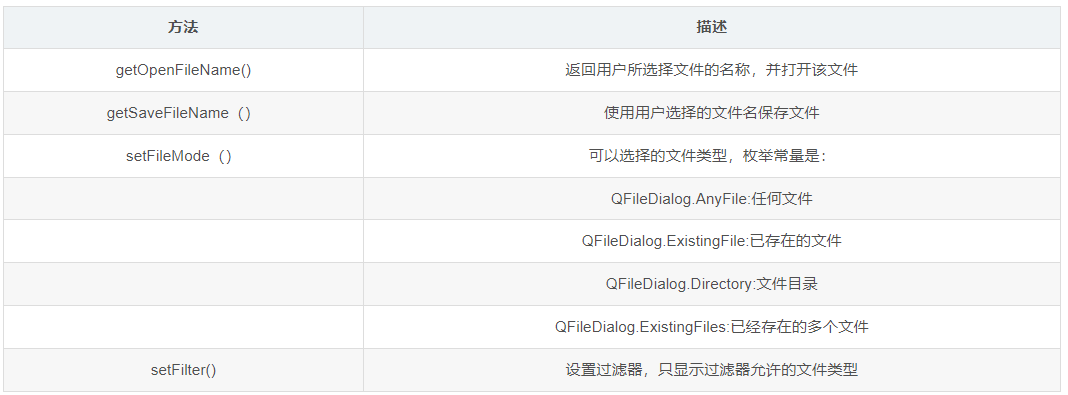 方法 描述
getOpenFileName() 返回用户所选择文件的名称，并打开该文件
getSaveFileName（） 使用用户选择的文件名保存文件
setFileMode（） 可以选择的文件类型，枚举常量是：
QFileDialog.AnyFile:任何文件
QFileDialog.ExistingFile:已存在的文件
QFileDialog.Directory:文件目录
QFileDialog.ExistingFiles:已经存在的多个文件
setFilter() 设置过滤器，只显示过滤器允许的文件类型